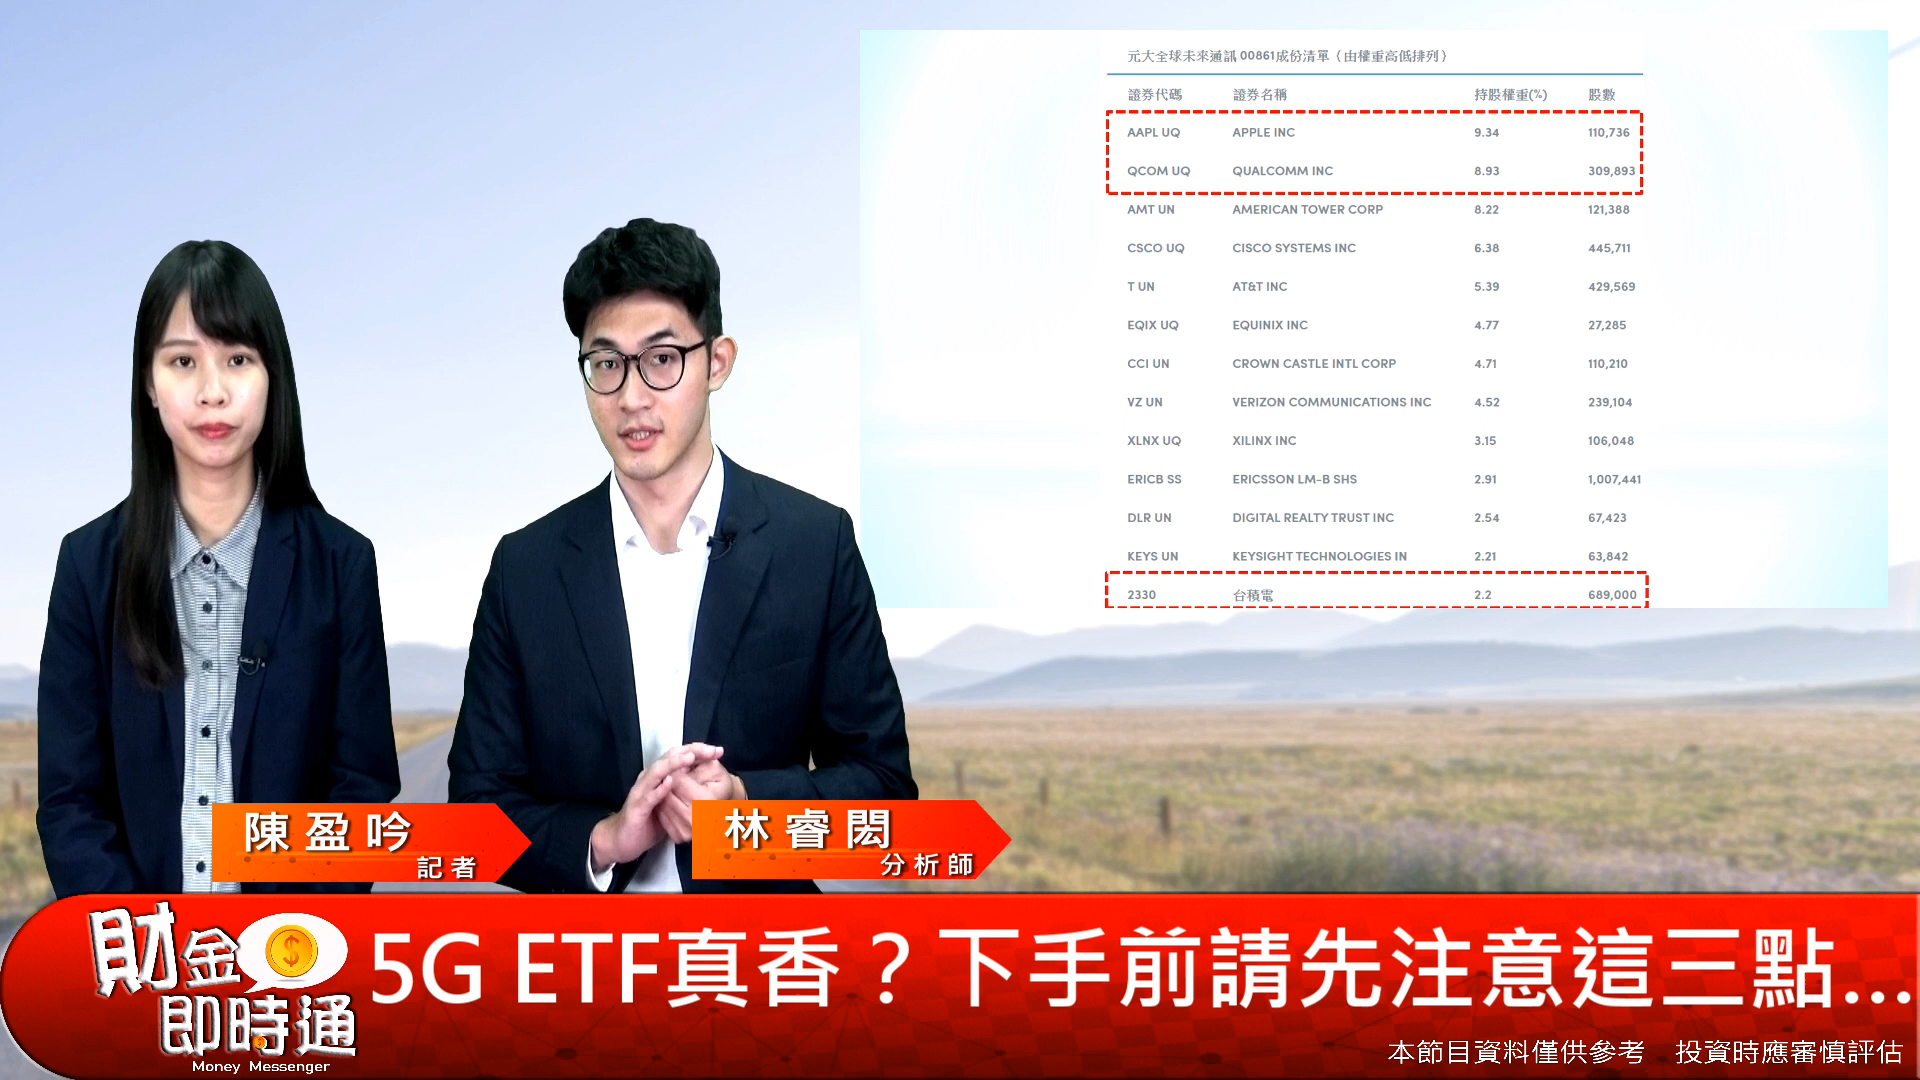 元大全球未來通訊 00861成份清單（由權重高低排列）
證券代碼 證券名稱 持股權重(%) 股數
AAPL UQ APPLE INC 9.34 110,736
QCOM UQ QUALCOMM INC 8.93 309,893
AMT UN AMERICAN TOWER CORP 8.22 121,388
CSCO UQ CISCO SYSTEMS INC 6.38 445,711
T UN AT&T INC 5.39 429,569
EQIX UQ EQUINIX INC 4.77 27,285
CCI UN CROWN CASTLE INTL CORP 4.71 110,210
VZ UN VERIZON COMMUNICATIONS INC 4.52 239,104
XLNX UQ XILINX INC 3.15 106,048
ERICB SS ERICSSON LM-B SHS 2.91 1,007,441
DLR UN DIGITAL REALTY TRUST INC 2.54 67,423
KEYS UN KEYSIGHT TECHNOLOGIES IN 2.21 63,842
2330 台積電 2.2 689,000
陳盈吟
記者
林睿閎
分析師
財金
即時通
Money Messenger
5G ETF真香？下手前請先注意這三點...
本節目資料僅供參考 投資時應審慎評估